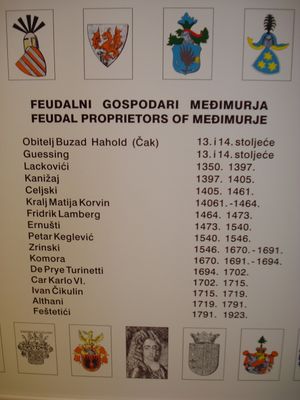 FEUDALNI GOSPODARI MEĐIMURJA
FEUDAL PROPRIETORS OF MEĐIMURJE
Obitelj Buzad Hahold (Čak) 13. i 14. stoljeće
Guessing 13. i 14. stoljeće
Lackovići 1350. 1397.
Kanižaj 1397. 1405.
Celjski 1405. 1461.
Kralj Matija Korvin 14061.-1464.
Fridrik Lamberg 1464. 1473.
Ernušti 1473. 1540.
Petar Keglević 1540. 1546.
Zrinski 1546. 1670. -1691.
Komora 1670. 1691. -1694.
De Prye Turinetti 1694. 1702.
Car Karlo VI. 1702. 1715.
Ivan Čikulin 1715. 1719.
Althani 1719. 1791.
Feštetići 1791. 1923.